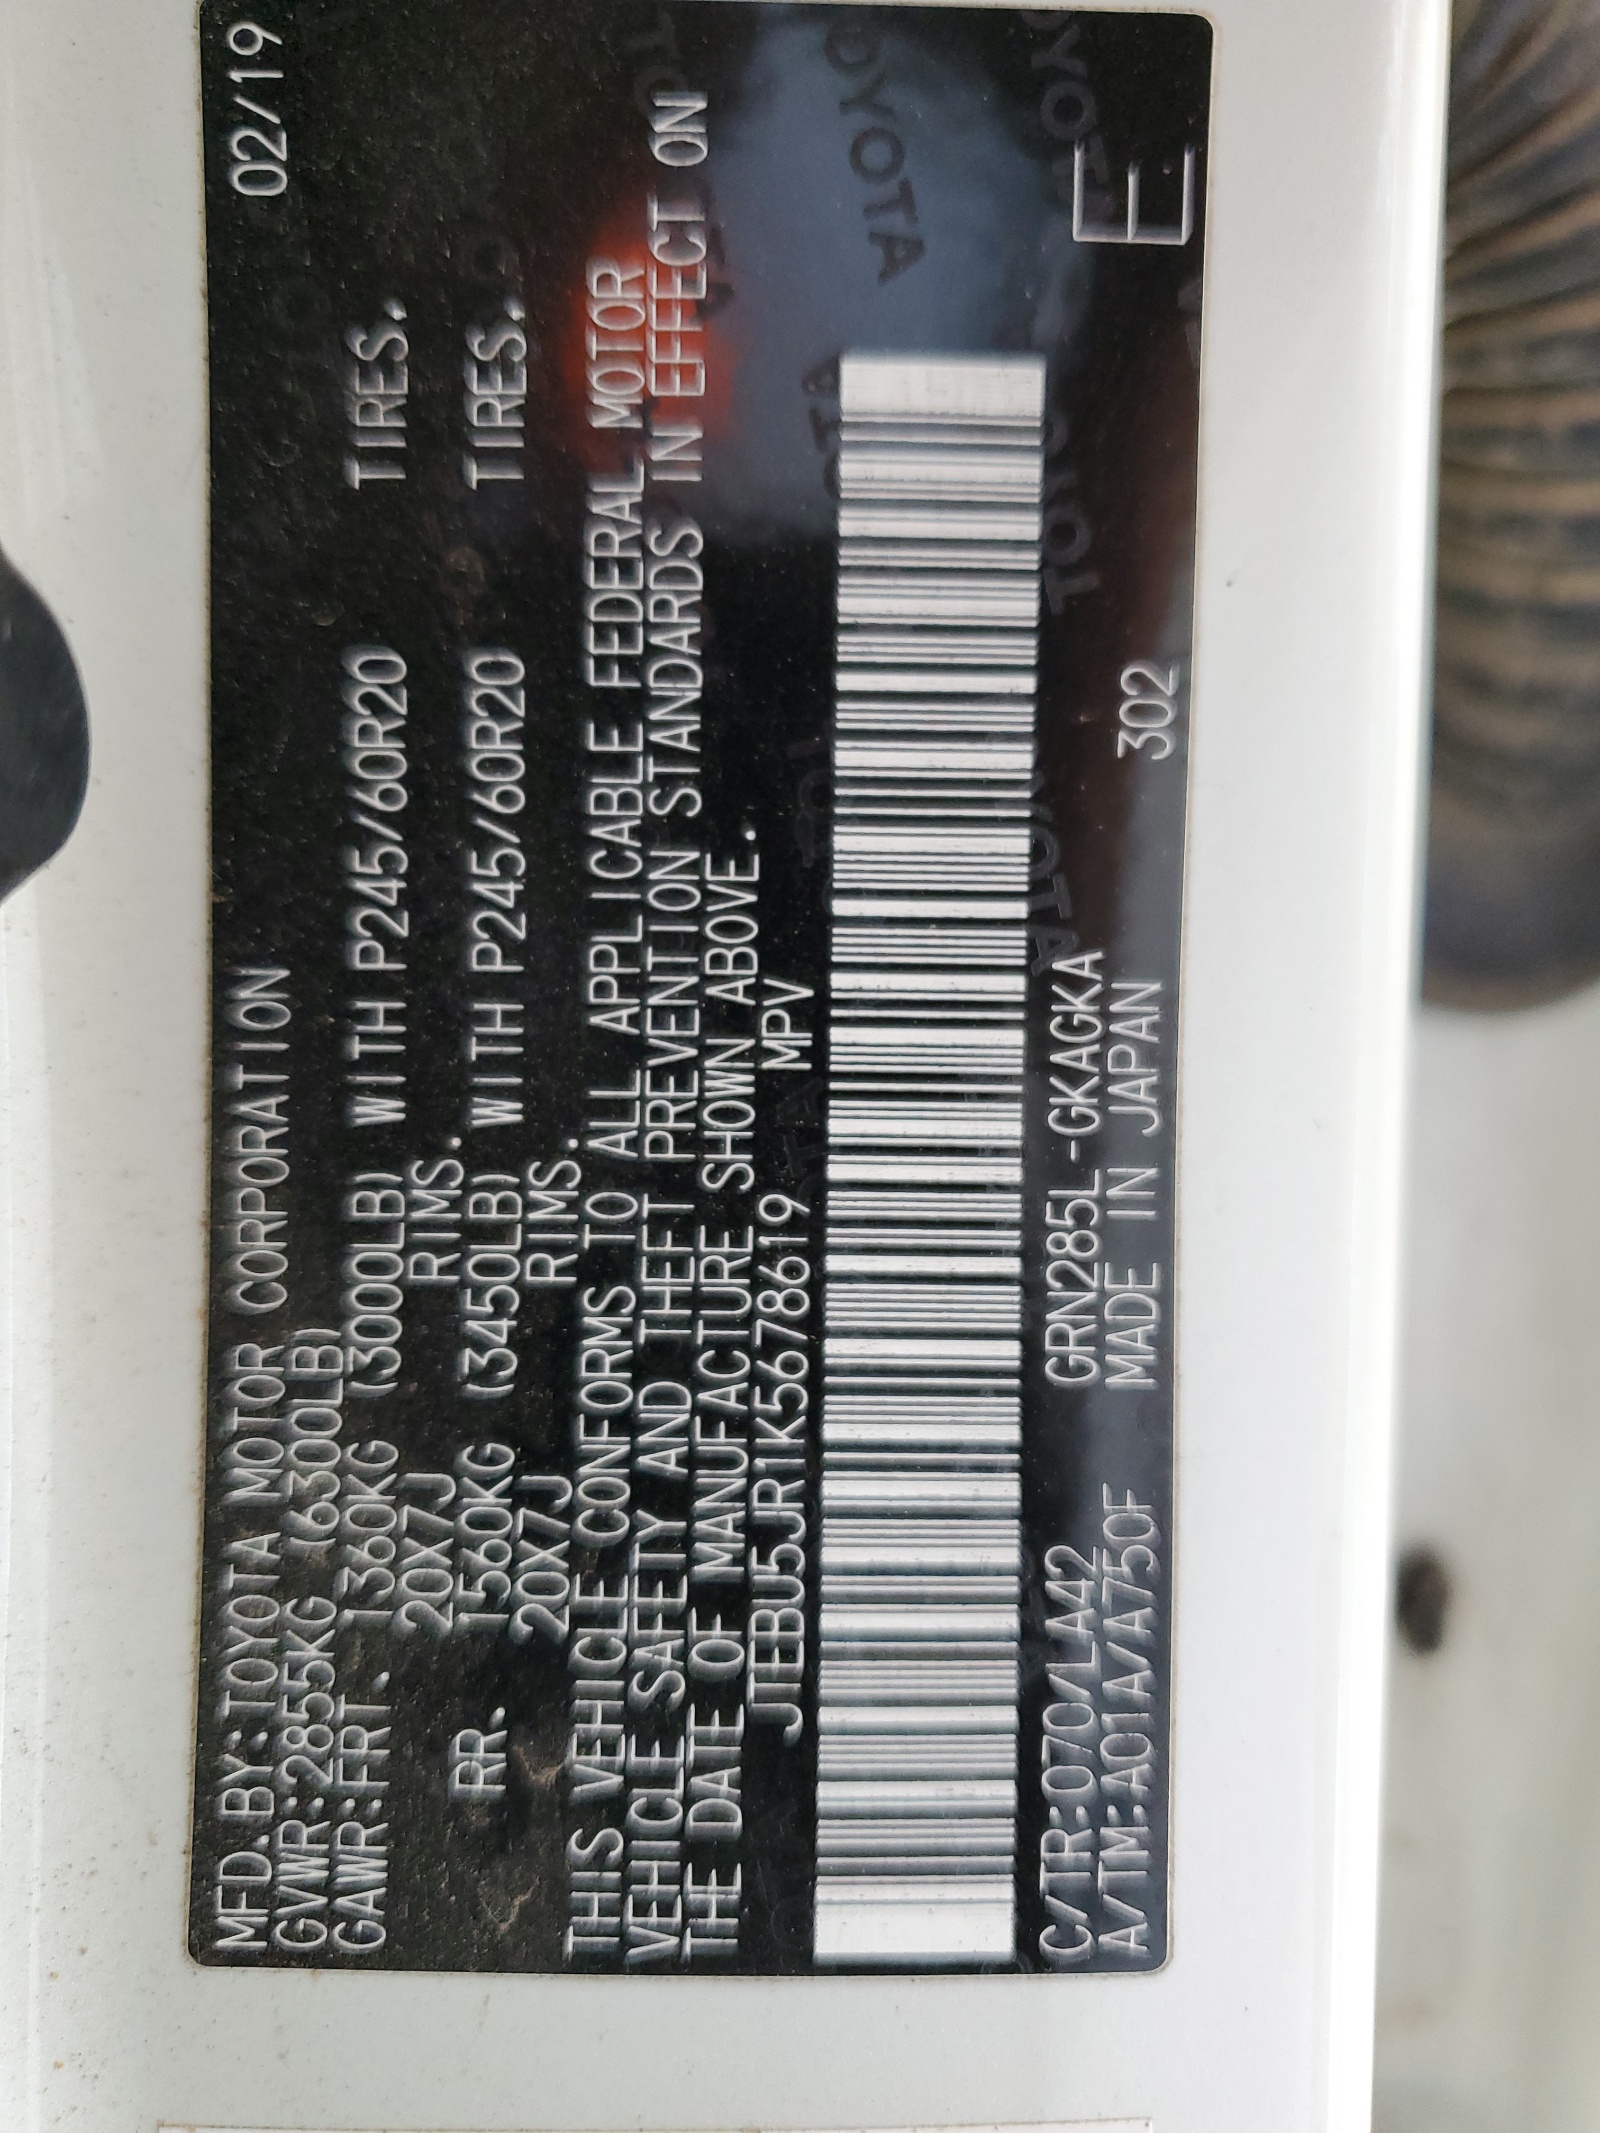 MFD.BY:TOYOTA MOTOR CORPORATION 02/19
GVWR:2855KG (6300LB)
GAWR:FRT. 1360KG (3000LB) WITH P245/60R20 TIRES.
20X7J RIMS.
RR. 1560KG (3450LB) WITH P245/60R20 TIRES.
20X7J RIMS.
THIS VEHICLE CONFORMS TO ALL APPLICABLE FEDERAL MOTOR
VEHICLE SAFETY AND THEFT PREVENTION STANDARDS IN EFFECT ON
THE DATE OF MANUFACTURE SHOWN ABOVE.
JTEBU5JR1K5678619 MPV
C/TR:070/LA42 GRN285L-GKAGKA
A/TM:A01A/A750F MADE IN JAPAN 302 E